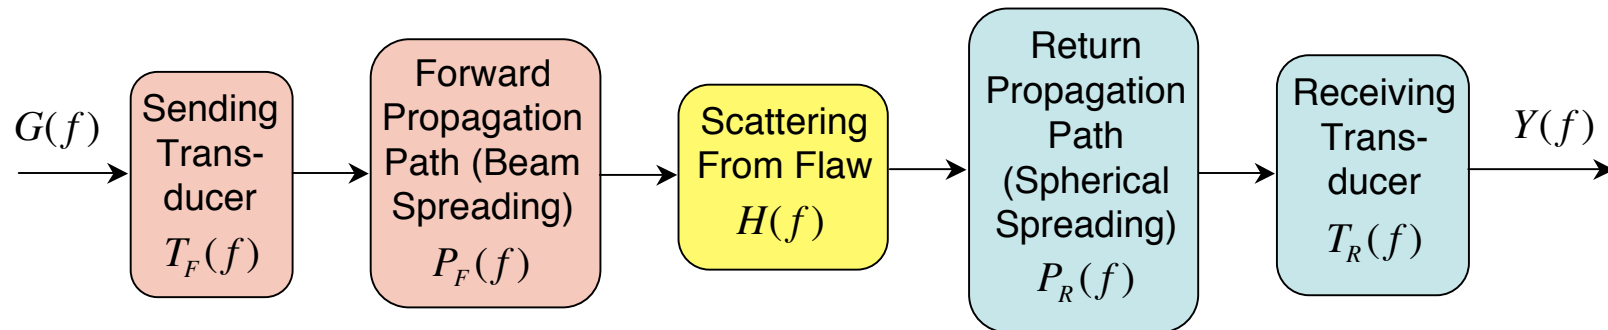 G(f)
Sending
Trans-
ducer
T_F(f)
Forward
Propagation
Path (Beam
Spreading)
P_F(f)
Scattering
From Flaw
H(f)
Return
Propagation
Path
(Spherical
Spreading)
P_R(f)
Receiving
Trans-
ducer
T_R(f)
Y(f)